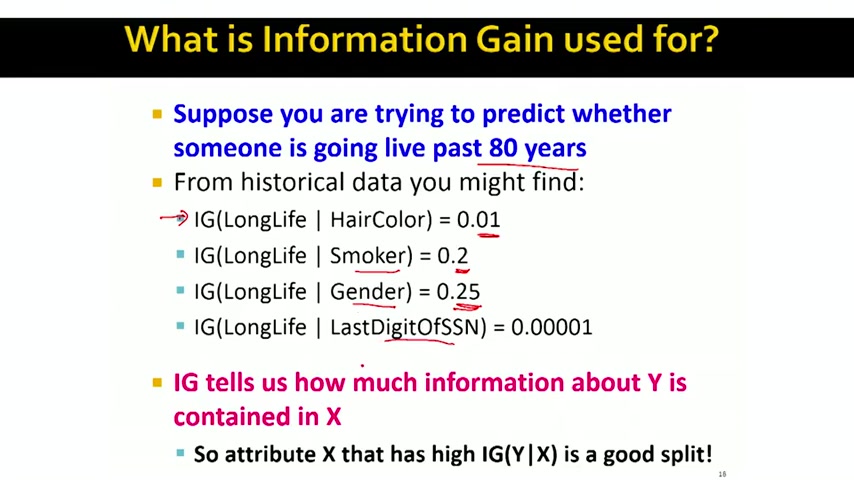 What is Information Gain used for?
Suppose you are trying to predict whether
someone is going live past 80 years
From historical data you might find:
IG(LongLife | HairColor) = 0.01
IG(LongLife | Smoker) = 0.2
IG(LongLife | Gender) = 0.25
IG(LongLife | LastDigitOfSSN) = 0.00001
IG tells us how much information about Y is
contained in X
So attribute X that has high IG(Y|X) is a good split!
18